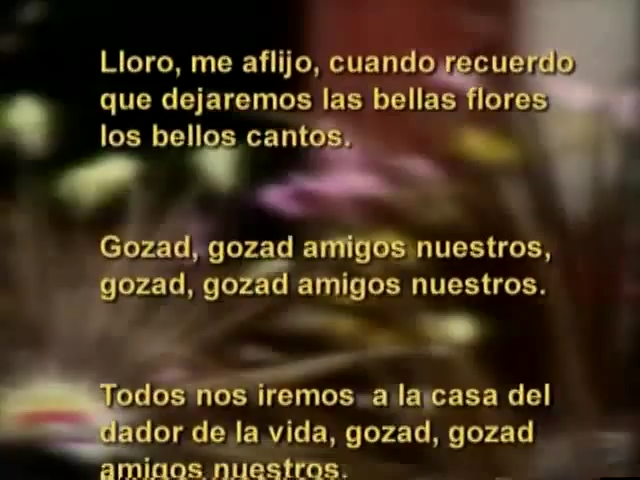 Lloro, me aflijo, cuando recuerdo
que dejaremos las bellas flores
los bellos cantos.
Gozad, gozad amigos nuestros,
gozad, gozad amigos nuestros.
Todos nos iremos a la casa del
dador de la vida, gozad, gozad
amigos nuestros.